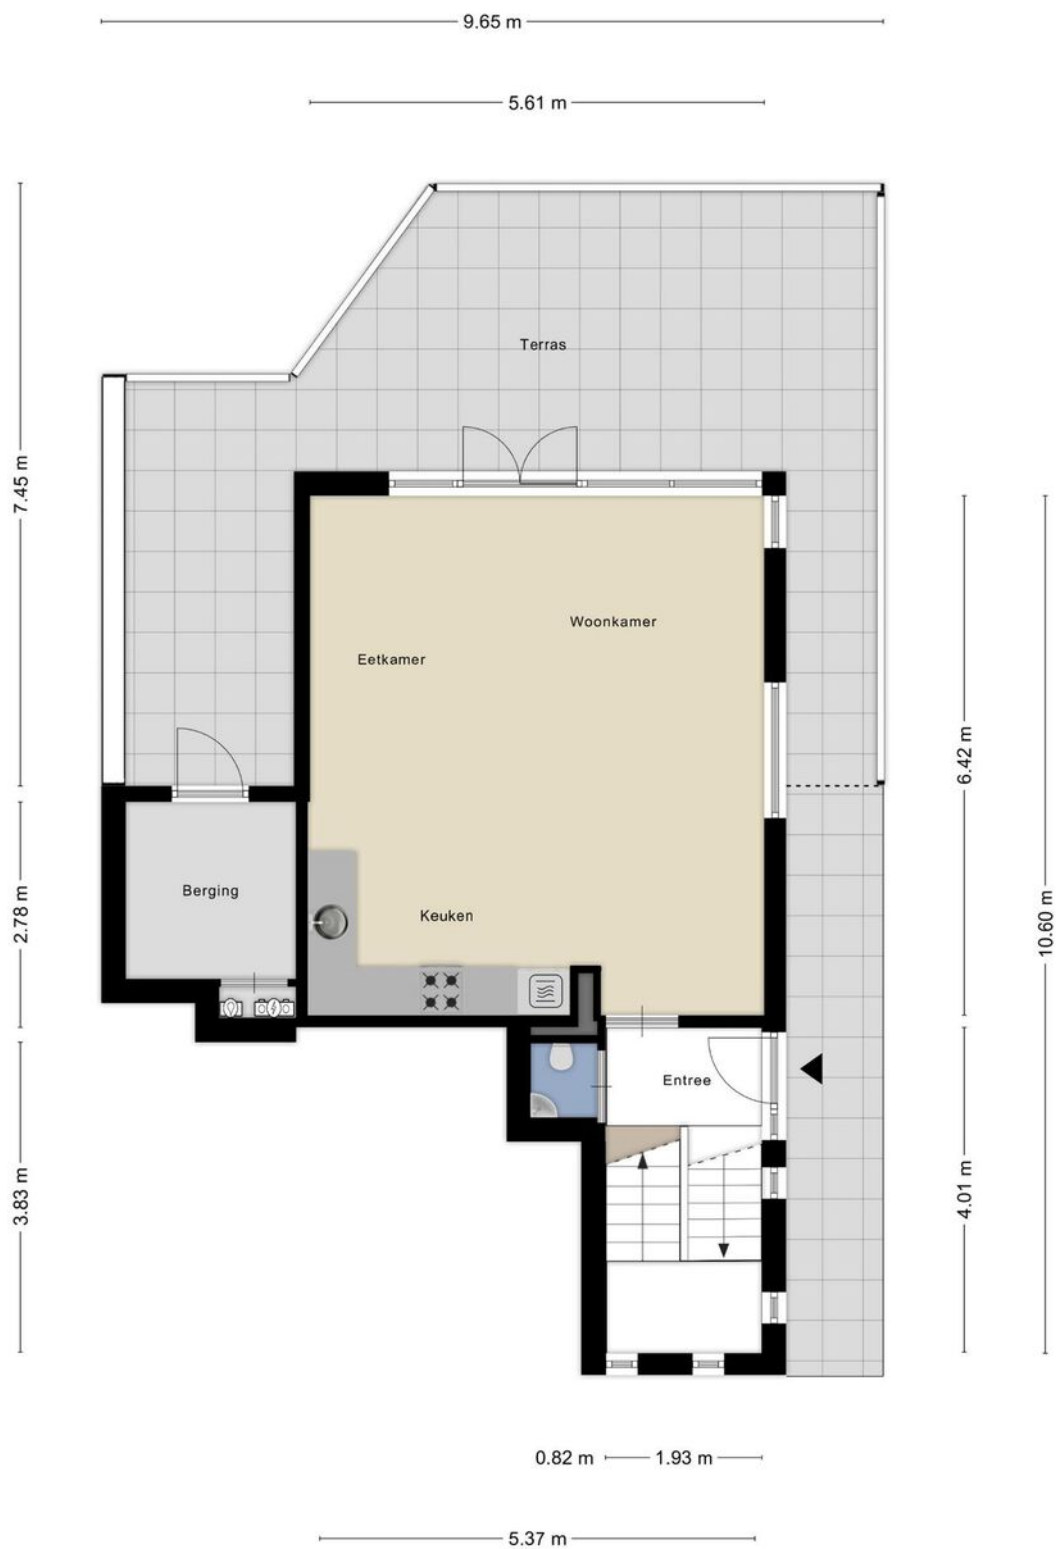 9.65 m
5.61 m
Terras
7.45 m
Woonkamer
Eetkamer
6.42 m
Berging
Keuken
2.78 m
10.60 m
Entree
3.83 m
4.01 m
0.82 m
1.93 m
5.37 m